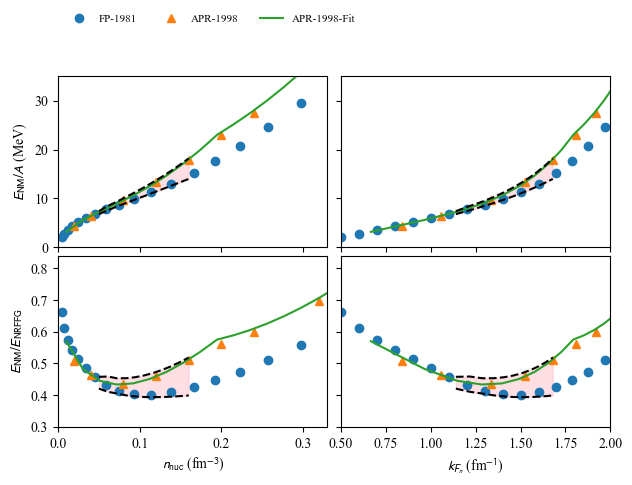 FP-1981 APR-1998 APR-1998-Fit
30
20
10
0
E_NM/A (MeV)
0.8
0.7
0.6
0.5
0.4
0.3
E_NM/E_NRFFG
0.0 0.1 0.2 0.3 0.50 0.75 1.00 1.25 1.50 1.75 2.00
n_nuc (fm⁻³) k_{F_n} (fm⁻¹)